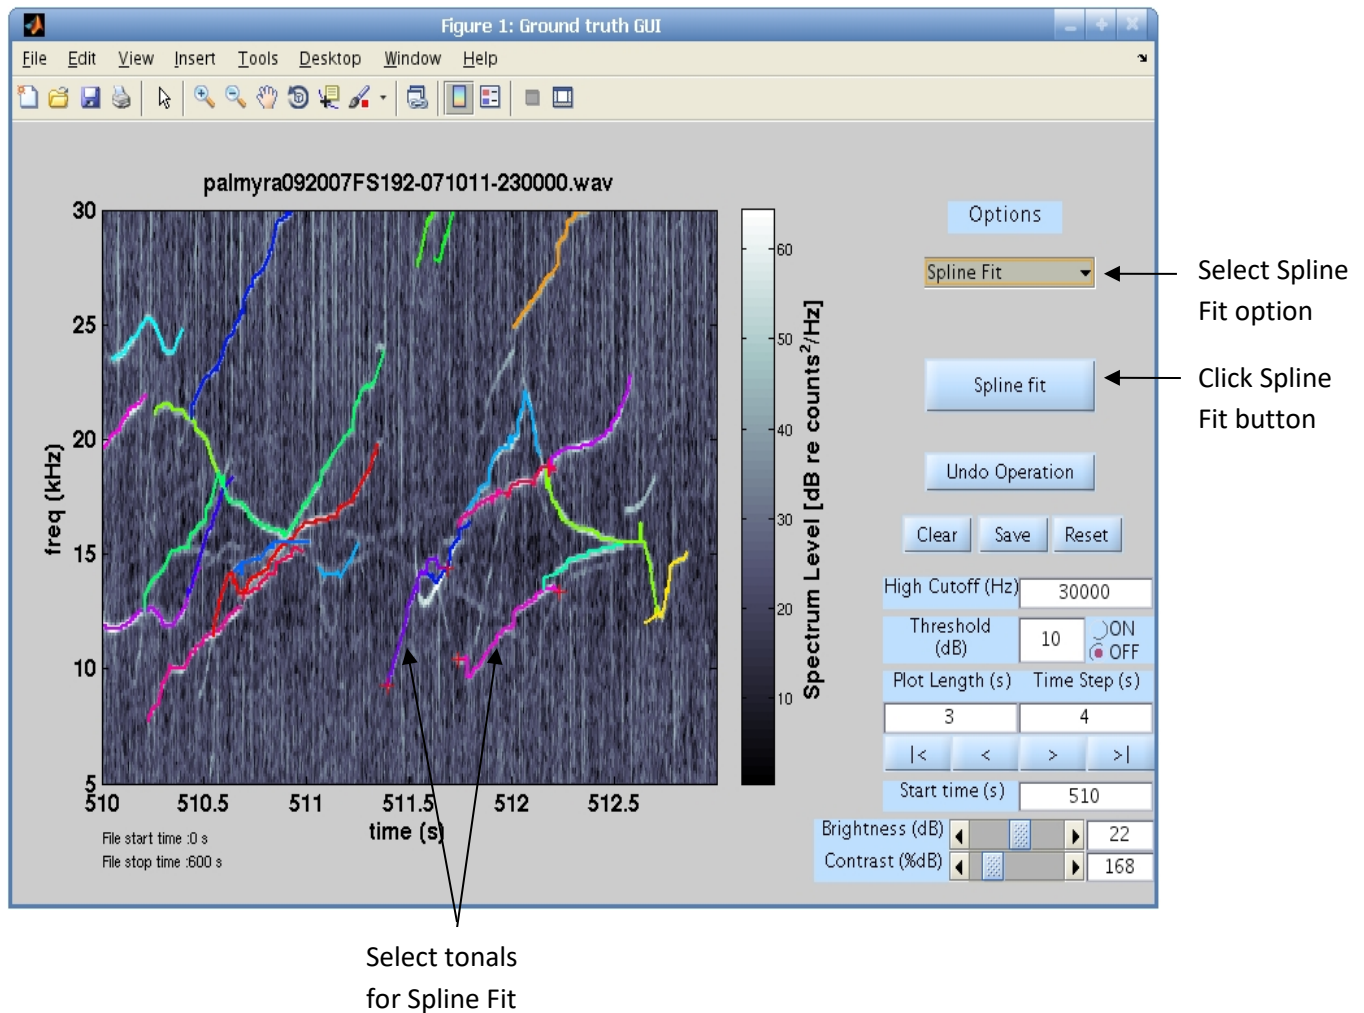 Figure 1: Ground truth GUI
File Edit View Insert Tools Desktop Window Help
palmyra092007FS192-071011-230000.wav
30
25
20
15
10
5
freq (kHz)
510 510.5 511 511.5 512 512.5
time (s)
File start time :0 s
File stop time :600 s
60
50
40
30
20
10
Spectrum Level [dB re counts²/Hz]
Options
Spline Fit
Spline fit
Undo Operation
Clear Save Reset
High Cutoff (Hz) 30000
Threshold (dB) 10 ON
OFF
Plot Length (s) Time Step (s)
3 4
|< < > >|
Start time (s) 510
Brightness (dB) 22
Contrast (%dB) 168
Select Spline
Fit option
Click Spline
Fit button
Select tonals
for Spline Fit